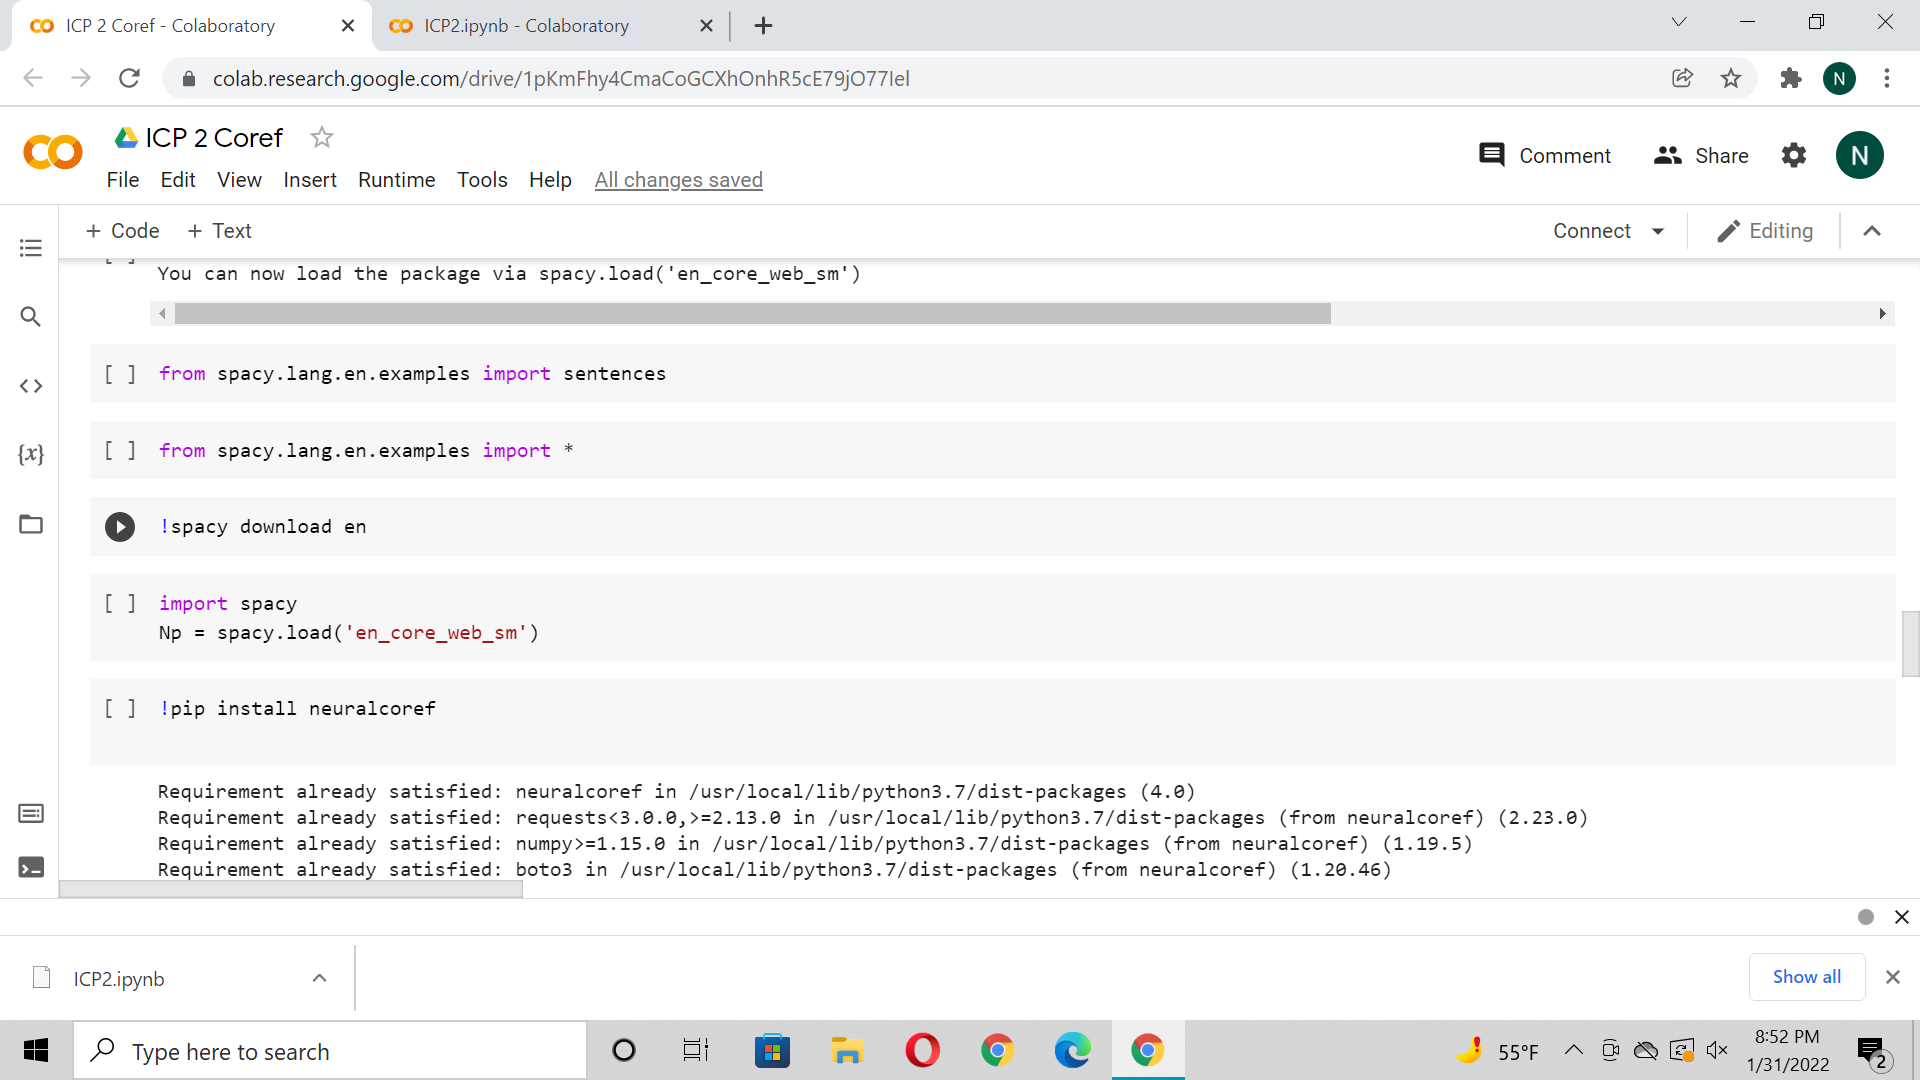 ICP 2 Coref - Colaboratory
ICP2.ipynb - Colaboratory
colab.research.google.com/drive/1pKmFhy4CmaCoGCXhOnhR5cE79jO77Iel
N
ICP 2 Coref
Comment
Share
N
File Edit View Insert Runtime Tools Help All changes saved
+ Code + Text
Connect
Editing
You can now load the package via spacy.load('en_core_web_sm')
[ ] from spacy.lang.en.examples import sentences
[ ] from spacy.lang.en.examples import *
!spacy download en
[ ] import spacy
Np = spacy.load('en_core_web_sm')
[ ] !pip install neuralcoref
Requirement already satisfied: neuralcoref in /usr/local/lib/python3.7/dist-packages (4.0)
Requirement already satisfied: requests<3.0.0,>=2.13.0 in /usr/local/lib/python3.7/dist-packages (from neuralcoref) (2.23.0)
Requirement already satisfied: numpy>=1.15.0 in /usr/local/lib/python3.7/dist-packages (from neuralcoref) (1.19.5)
Requirement already satisfied: boto3 in /usr/local/lib/python3.7/dist-packages (from neuralcoref) (1.20.46)
ICP2.ipynb
Show all
Type here to search
55°F
8:52 PM
1/31/2022
2